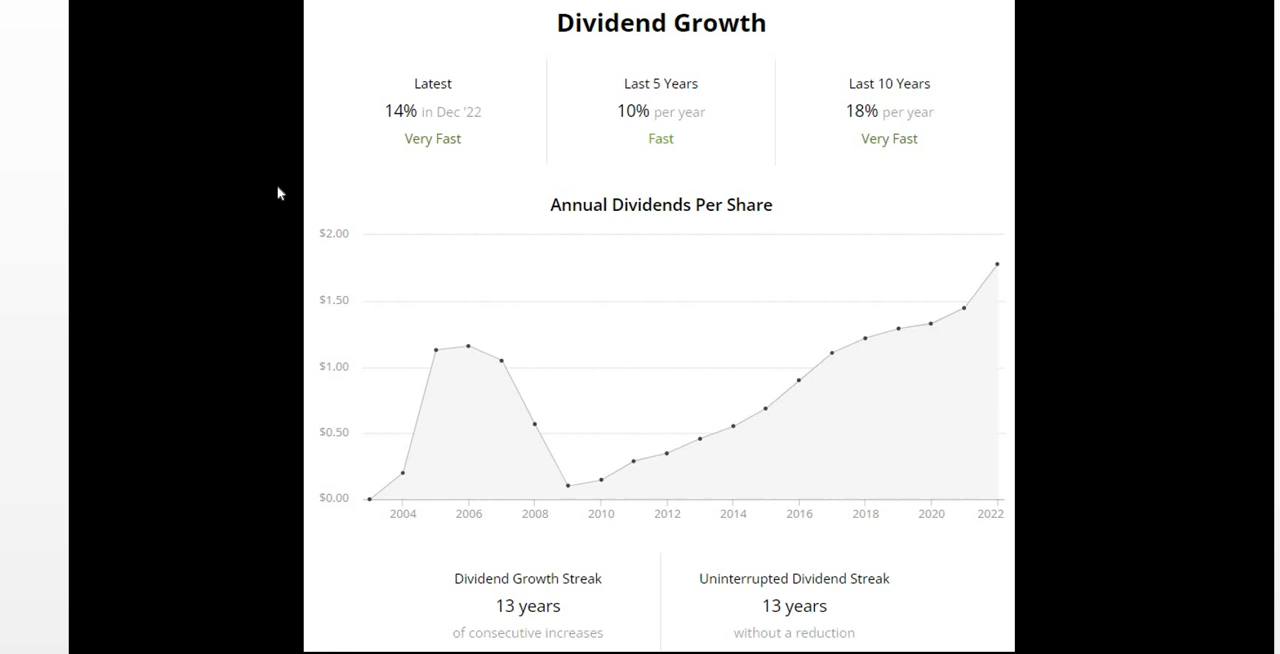 Dividend Growth
Latest
14% in Dec '22
Very Fast
Last 5 Years
10% per year
Fast
Last 10 Years
18% per year
Very Fast
Annual Dividends Per Share
$2.00
$1.50
$1.00
$0.50
$0.00
2004 2006 2008 2010 2012 2014 2016 2018 2020 2022
Dividend Growth Streak
13 years
of consecutive increases
Uninterrupted Dividend Streak
13 years
without a reduction